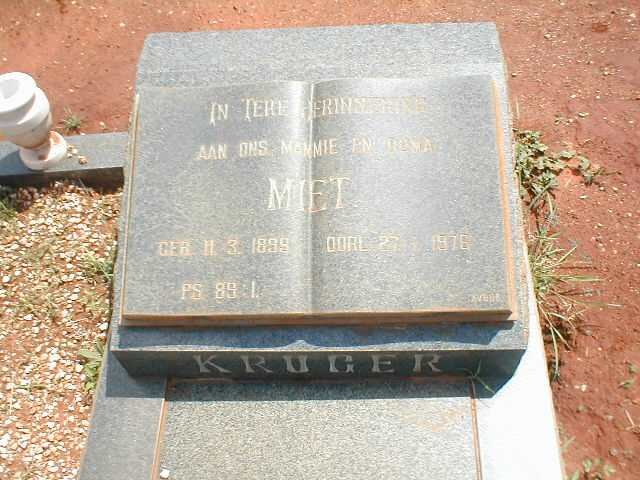 IN TERE HERINNERING
AAN ONS MAMMIE EN OUMA
MIET
GEB. 11. 3. 1899 OORL. 27. 1. 1976
PS. 89:1.
KRUGER